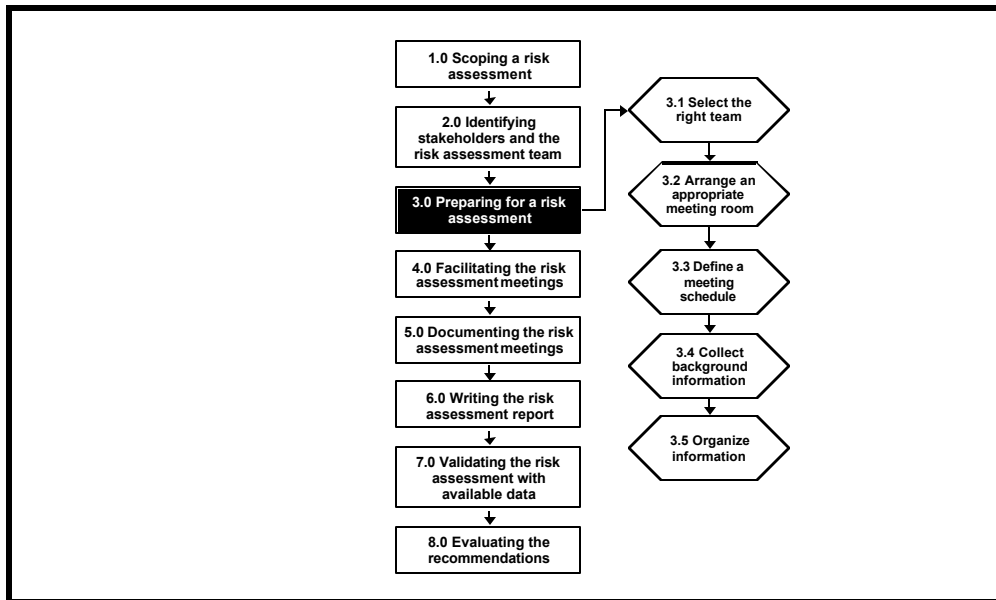 1.0 Scoping a risk
assessment
2.0 Identifying
stakeholders and the
risk assessment team
3.0 Preparing for a risk
assessment
4.0 Facilitating the risk
assessment meetings
5.0 Documenting the risk
assessment meetings
6.0 Writing the risk
assessment report
7.0 Validating the risk
assessment with
available data
8.0 Evaluating the
recommendations
3.1 Select the
right team
3.2 Arrange an
appropriate
meeting room
3.3 Define a
meeting
schedule
3.4 Collect
background
information
3.5 Organize
information